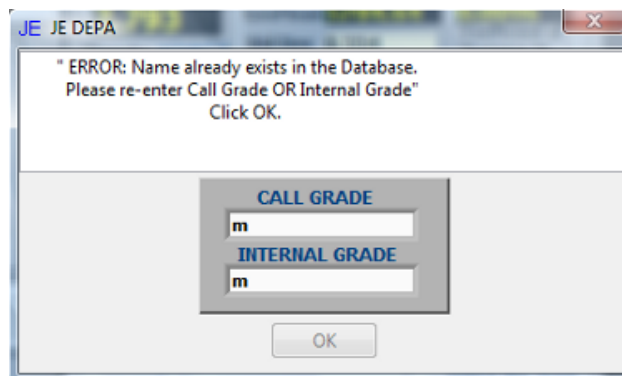 JE JE DEPA
" ERROR: Name already exists in the Database.
Please re-enter Call Grade OR Internal Grade"
Click OK.
CALL GRADE
m
INTERNAL GRADE
m
OK